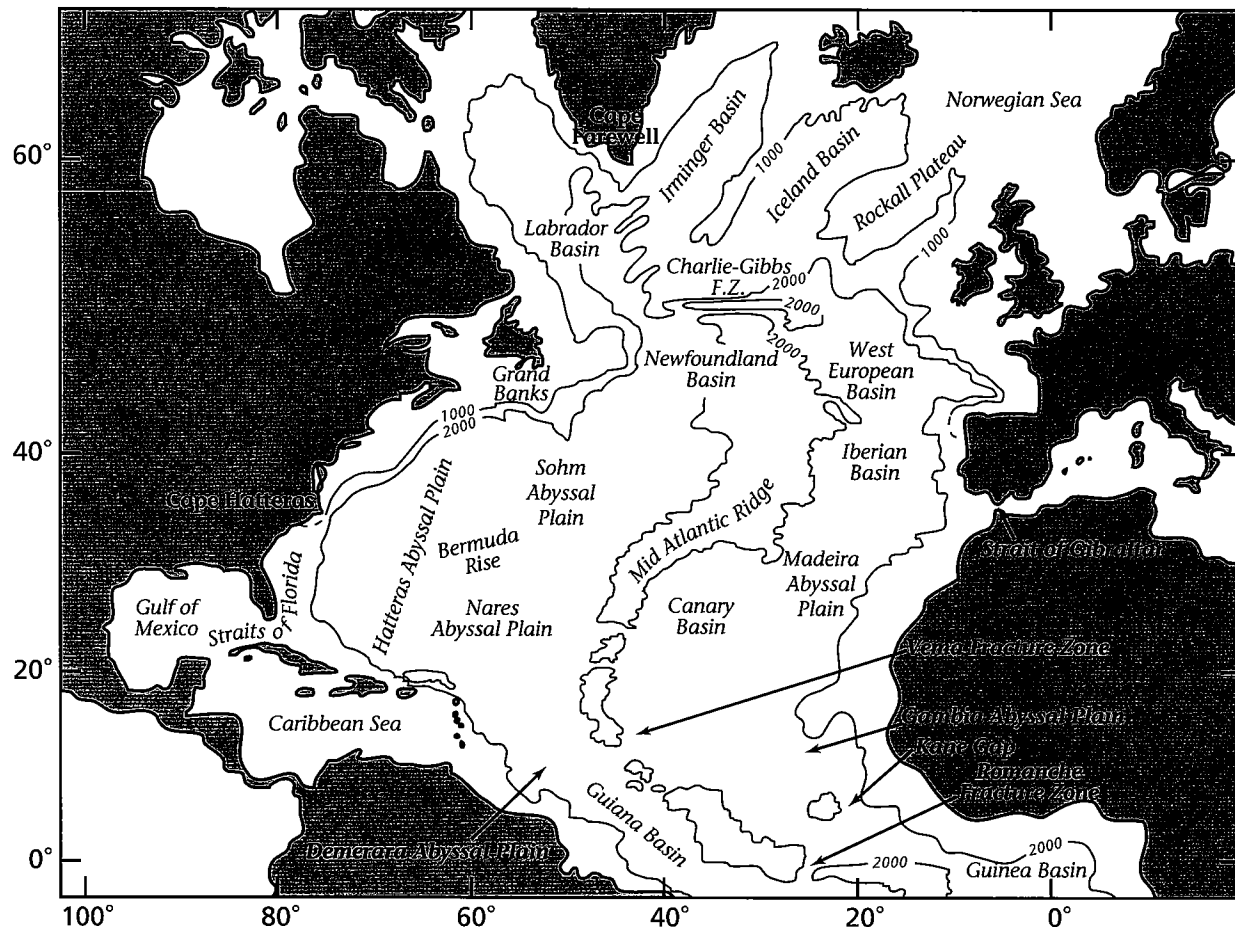 Norwegian Sea
Cape
Farewell
Irminger Basin
1000
Iceland Basin
60°
Rockall Plateau
Labrador
Basin
1000
Charlie-Gibbs
F.Z.
2000
2000
2000
Newfoundland
Basin
West
European
Basin
Grand
Banks
1000
2000
40°
Iberian
Basin
Sohm
Abyssal
Plain
Cape Hatteras
Hatteras Abyssal Plain
Mid Atlantic Ridge
Bermuda
Rise
Strait of Gibraltar
Madeira
Abyssal
Plain
Gulf of
Mexico
Straits of Florida
Nares
Abyssal Plain
Canary
Basin
Vema Fracture Zone
20°
Caribbean Sea
Gambia Abyssal Plain
Kane Gap
Romanche
Fracture Zone
Guiana Basin
Demerara Abyssal Plain
0°
2000
2000
Guinea Basin
100°
80°
60°
40°
20°
0°